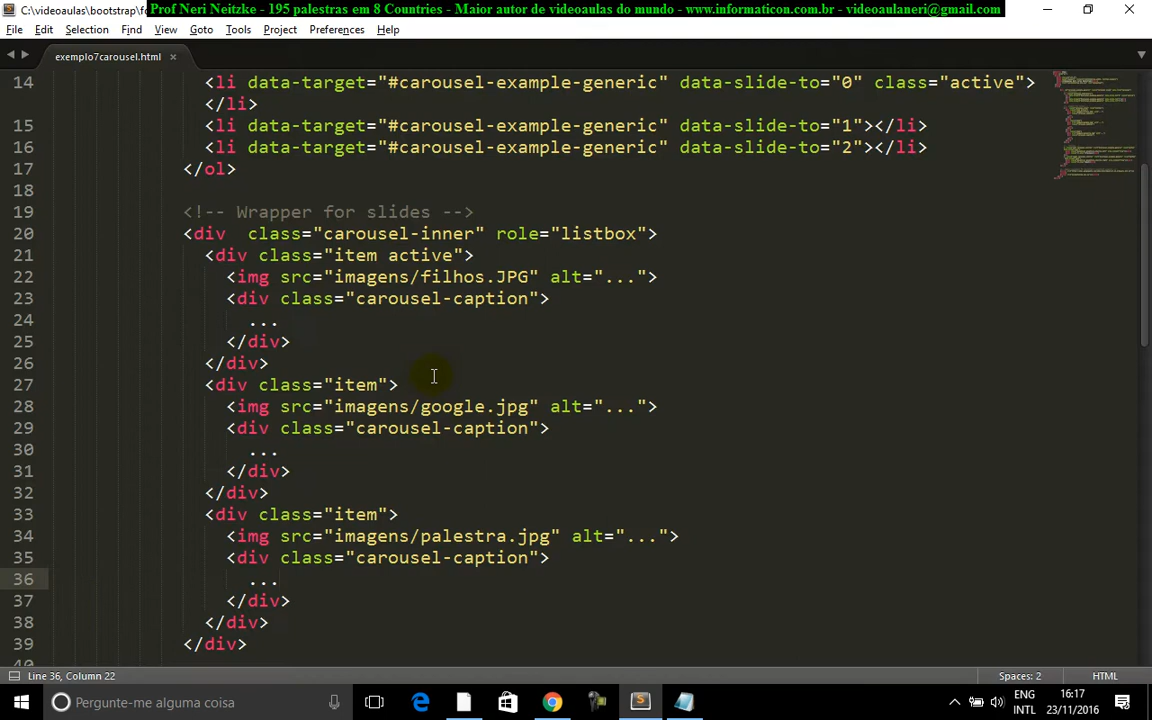 C:\videoaulas\bootstrap\fo
Prof Neri Neitzke - 195 palestras em 8 Countries - Maior autor de videoaulas do mundo - www.informaticon.com.br - videoaulaneri@gmail.com
File Edit Selection Find View Goto Tools Project Preferences Help
exemplo7carousel.html ×
14 <li data-target="#carousel-example-generic" data-slide-to="0" class="active">
</li>
15 <li data-target="#carousel-example-generic" data-slide-to="1"></li>
16 <li data-target="#carousel-example-generic" data-slide-to="2"></li>
17 </ol>
18
19 <!-- Wrapper for slides -->
20 <div  class="carousel-inner" role="listbox">
21 <div class="item active">
22 <img src="imagens/filhos.JPG" alt="...">
23 <div class="carousel-caption">
24 ...
25 </div>
26 </div>
27 <div class="item">
28 <img src="imagens/google.jpg" alt="...">
29 <div class="carousel-caption">
30 ...
31 </div>
32 </div>
33 <div class="item">
34 <img src="imagens/palestra.jpg" alt="...">
35 <div class="carousel-caption">
36 ...
37 </div>
38 </div>
39 </div>
40
Line 36, Column 22 Spaces: 2 HTML
Pergunte-me alguma coisa
ENG 16:17
INTL 23/11/2016